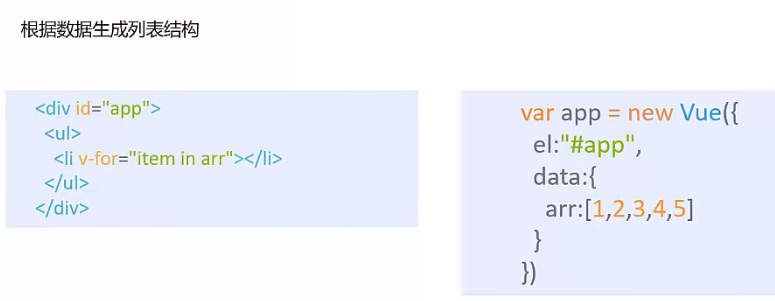 根据数据生成列表结构
<div id="app">
<ul>
<li v-for="item in arr"></li>
</ul>
</div>
var app = new Vue({
el:"#app",
data:{
arr:[1,2,3,4,5]
}
})